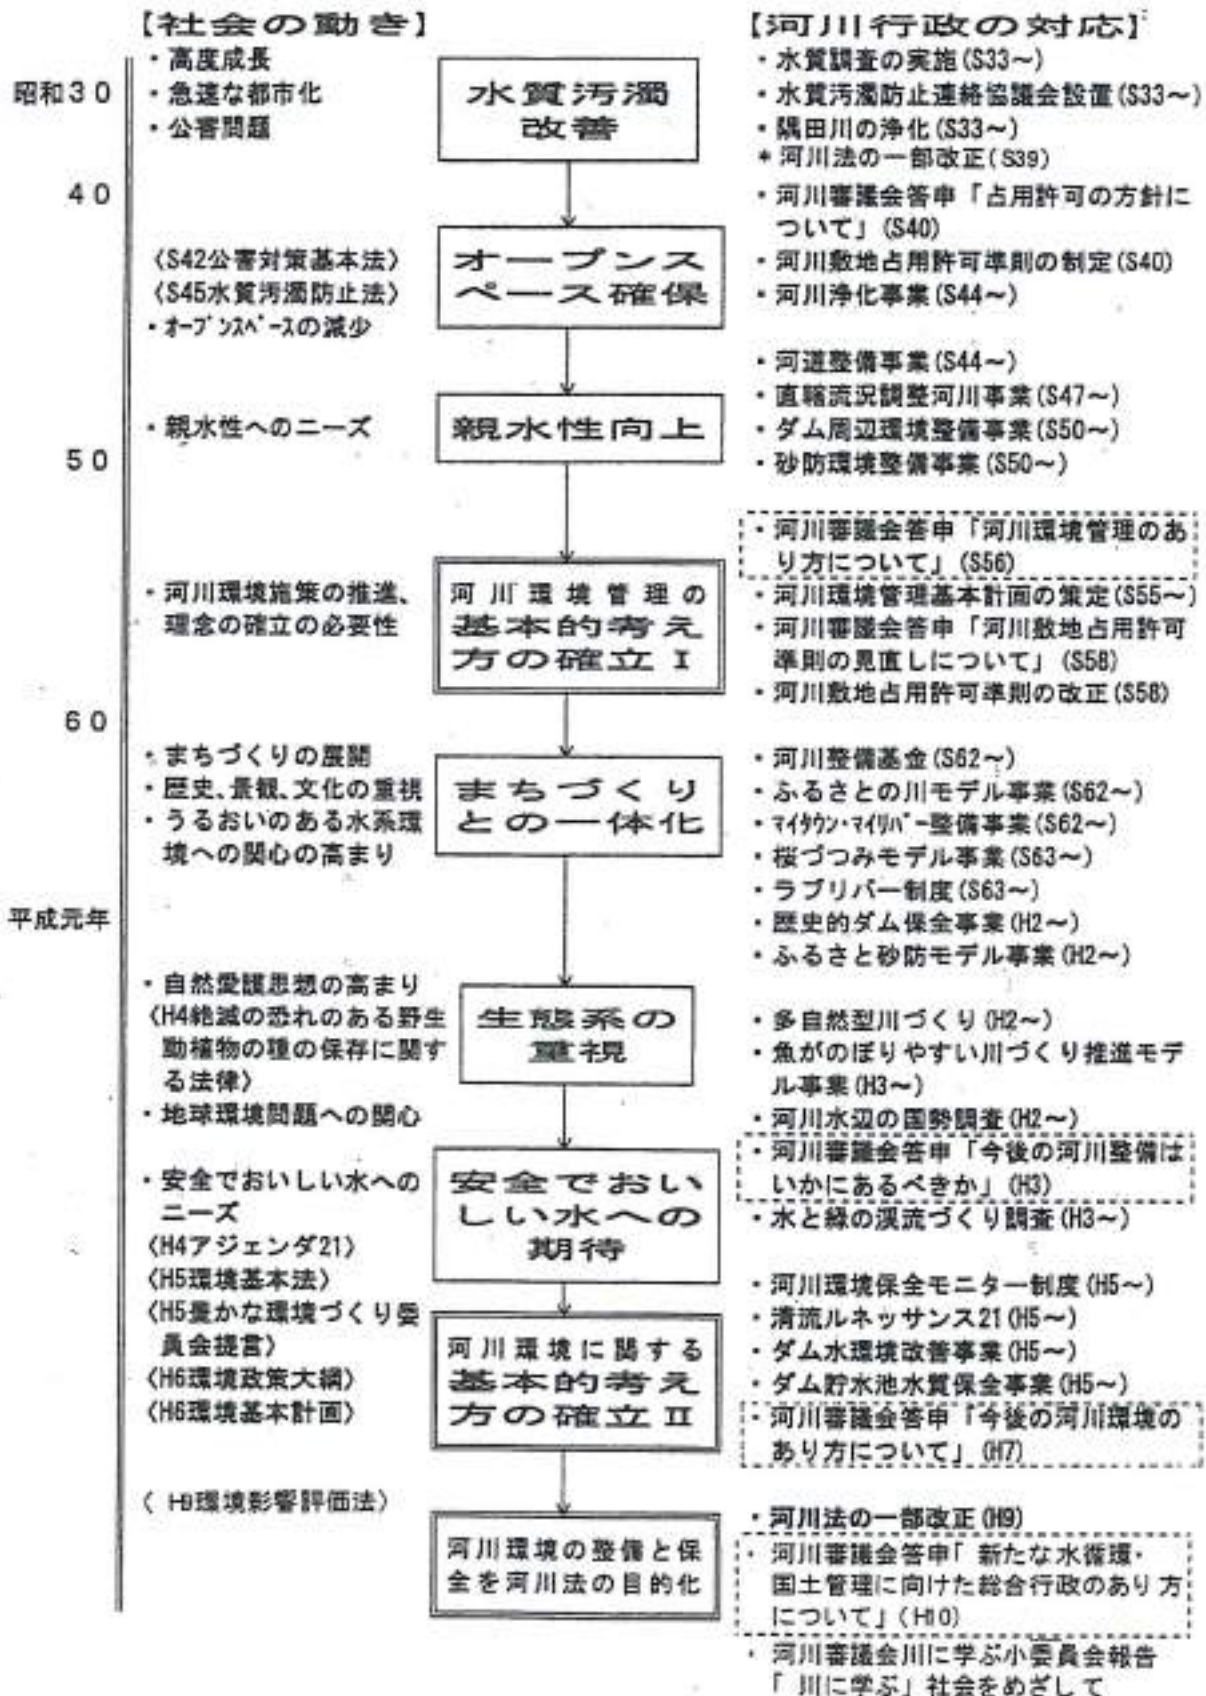 【社会の動き】
・高度成長
・急速な都市化
・公害問題
〈S42公害対策基本法〉
〈S45水質汚濁防止法〉
・オープンスペースの減少
・親水性へのニーズ
・河川環境施策の推進、
理念の確立の必要性
・まちづくりの展開
・歴史、景観、文化の重視
・うるおいのある水系環
境への関心の高まり
・自然愛護思想の高まり
〈H4絶滅の恐れのある野生
動植物の種の保存に関す
る法律〉
・地球環境問題への関心
・安全でおいしい水への
ニーズ
〈H4アジェンダ21〉
〈H5環境基本法〉
〈H5豊かな環境づくり委
員会提言〉
〈H6環境政策大綱〉
〈H6環境基本計画〉
〈H9環境影響評価法〉
昭和30
40
50
60
平成元年
水質汚濁
改善
オープンス
ペース確保
親水性向上
河川環境管理の
基本的考え
方の確立Ⅰ
まちづくり
との一体化
生態系の
重視
安全でおい
しい水への
期待
河川環境に関する
基本的考え
方の確立Ⅱ
河川環境の整備と保
全を河川法の目的化
【河川行政の対応】
・水質調査の実施(S33～)
・水質汚濁防止連絡協議会設置(S33～)
・隅田川の浄化(S33～)
*河川法の一部改正(S39)
・河川審議会答申「占用許可の方針に
ついて」(S40)
・河川敷地占用許可準則の制定(S40)
・河川浄化事業(S44～)
・河道整備事業(S44～)
・直轄流況調整河川事業(S47～)
・ダム周辺環境整備事業(S50～)
・砂防環境整備事業(S50～)
・河川審議会答申「河川環境管理のあ
り方について」(S56)
・河川環境管理基本計画の策定(S55～)
・河川審議会答申「河川敷地占用許可
準則の見直しについて」(S58)
・河川敷地占用許可準則の改正(S58)
・河川整備基金(S62～)
・ふるさとの川モデル事業(S62～)
・マイタウン・マイリバー整備事業(S62～)
・桜づつみモデル事業(S63～)
・ラブリバー制度(S63～)
・歴史的ダム保全事業(H2～)
・ふるさと砂防モデル事業(H2～)
・多自然型川づくり(H2～)
・魚がのぼりやすい川づくり推進モデ
ル事業(H3～)
・河川水辺の国勢調査(H2～)
・河川審議会答申「今後の河川整備は
いかにあるべきか」(H3)
・水と緑の渓流づくり調査(H3～)
・河川環境保全モニター制度(H5～)
・清流ルネッサンス21(H5～)
・ダム水環境改善事業(H5～)
・ダム貯水池水質保全事業(H5～)
・河川審議会答申「今後の河川環境の
あり方について」(H7)
・河川法の一部改正(H9)
・河川審議会答申「新たな水循環・
国土管理に向けた総合行政のあり方
について」(H10)
・河川審議会川に学ぶ小委員会報告
「川に学ぶ」社会をめざして